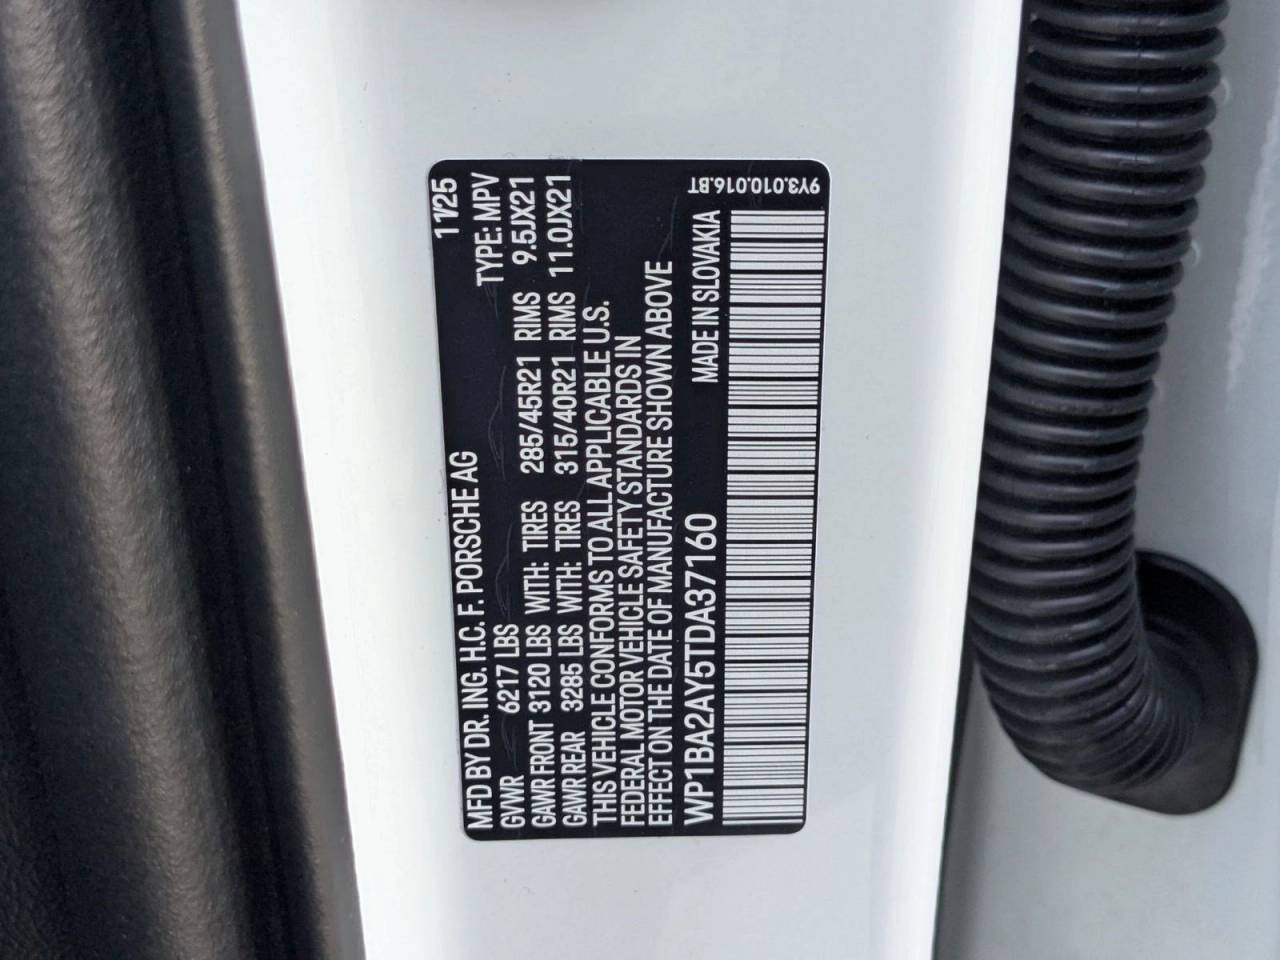 11/25
MFD BY DR. ING. H.C. F. PORSCHE AG TYPE: MPV
GVWR 6217 LBS
GAWR FRONT 3120 LBS WITH: TIRES 285/45R21 RIMS 9.5JX21
GAWR REAR 3285 LBS WITH: TIRES 315/40R21 RIMS 11.0JX21
THIS VEHICLE CONFORMS TO ALL APPLICABLE U.S.
FEDERAL MOTOR VEHICLE SAFETY STANDARDS IN
EFFECT ON THE DATE OF MANUFACTURE SHOWN ABOVE
WP1BA2AY5TDA37160 MADE IN SLOVAKIA
9Y3.010.016.BT